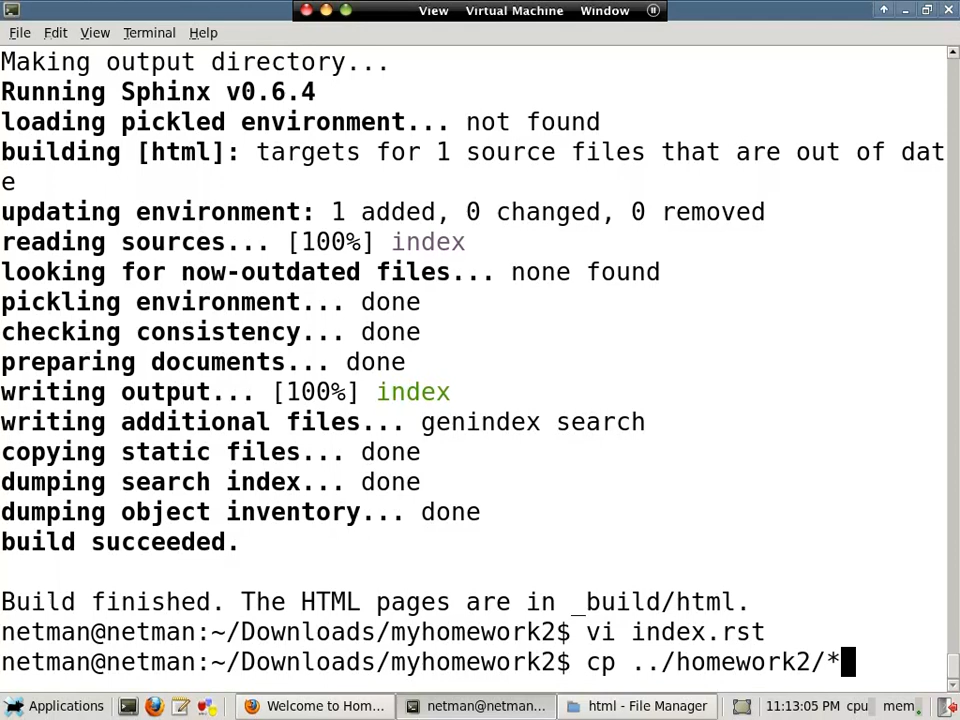 View Virtual Machine Window
File Edit View Terminal Help
Making output directory...
Running Sphinx v0.6.4
loading pickled environment... not found
building [html]: targets for 1 source files that are out of dat
e
updating environment: 1 added, 0 changed, 0 removed
reading sources... [100%] index
looking for now-outdated files... none found
pickling environment... done
checking consistency... done
preparing documents... done
writing output... [100%] index
writing additional files... genindex search
copying static files... done
dumping search index... done
dumping object inventory... done
build succeeded.
Build finished. The HTML pages are in _build/html.
netman@netman:~/Downloads/myhomework2$ vi index.rst
netman@netman:~/Downloads/myhomework2$ cp ../homework2/*
Applications Welcome to Hom... netman@netman... html - File Manager 11:13:05 PM cpu mem